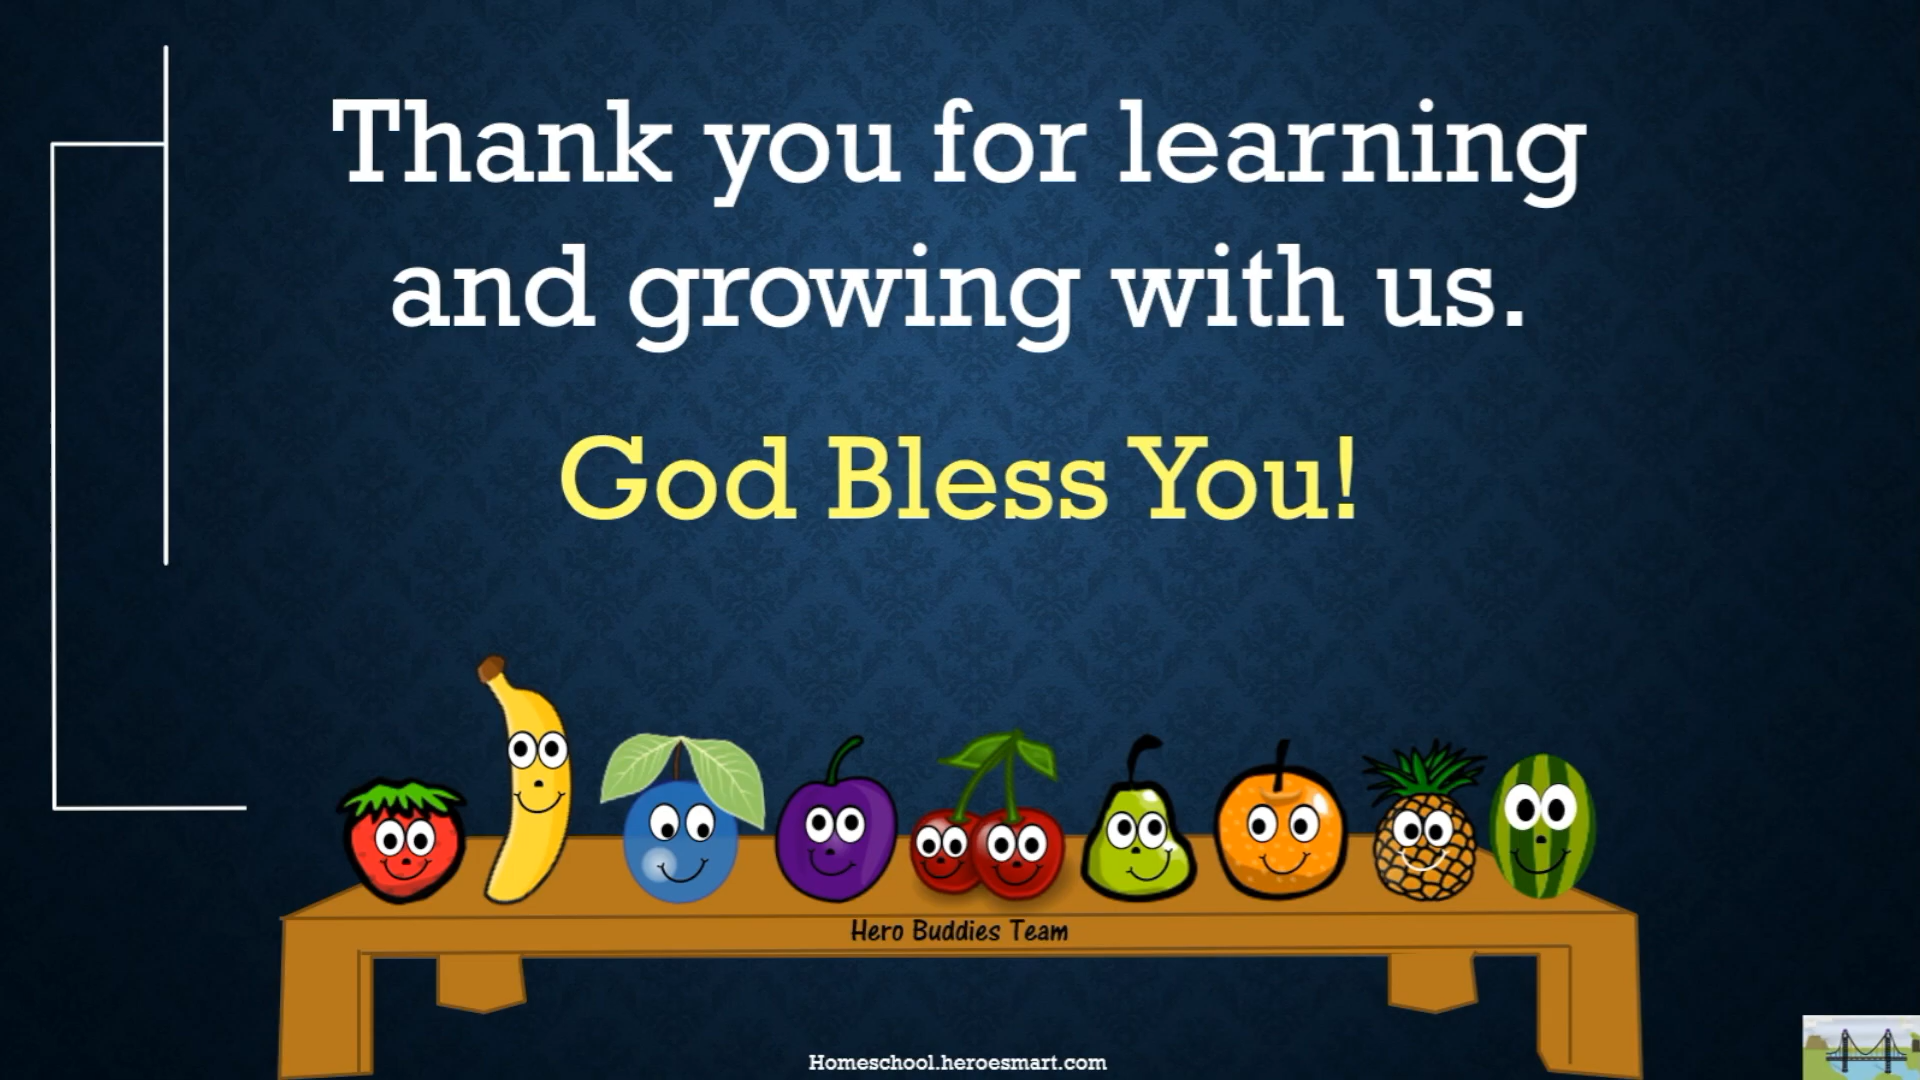 Thank you for learning
and growing with us.
God Bless You!
Hero Buddies Team
Homeschool.heroesmart.com